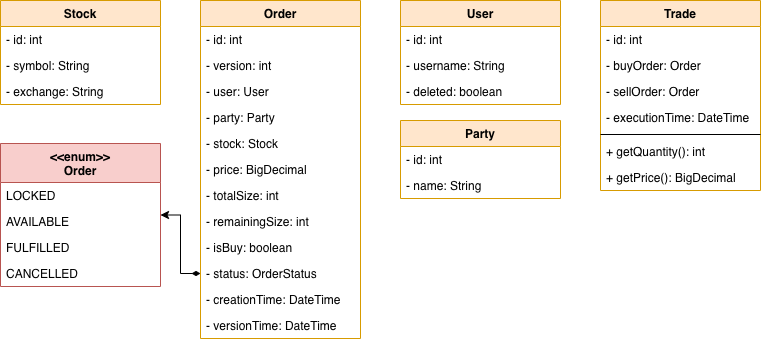 Stock
- id: int
- symbol: String
- exchange: String
<<enum>>
Order
LOCKED
AVAILABLE
FULFILLED
CANCELLED
Order
- id: int
- version: int
- user: User
- party: Party
- stock: Stock
- price: BigDecimal
- totalSize: int
- remainingSize: int
- isBuy: boolean
- status: OrderStatus
- creationTime: DateTime
- versionTime: DateTime
User
- id: int
- username: String
- deleted: boolean
Party
- id: int
- name: String
Trade
- id: int
- buyOrder: Order
- sellOrder: Order
- executionTime: DateTime
+ getQuantity(): int
+ getPrice(): BigDecimal